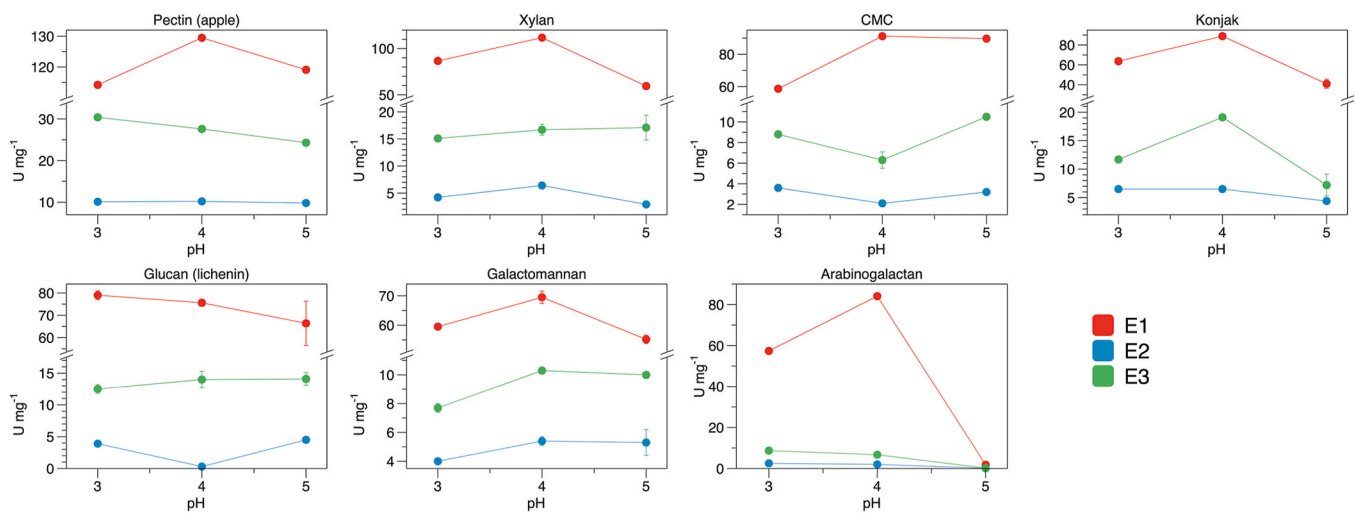 Pectin (apple)
130
120
30
20
10
U mg⁻¹
3 4 5
pH
Xylan
100
50
20
15
10
5
U mg⁻¹
3 4 5
pH
CMC
80
60
10
8
6
4
2
U mg⁻¹
3 4 5
pH
Konjak
80
60
40
20
15
10
5
U mg⁻¹
3 4 5
pH
Glucan (lichenin)
80
70
60
15
10
5
0
U mg⁻¹
3 4 5
pH
Galactomannan
70
60
10
8
6
4
U mg⁻¹
3 4 5
pH
Arabinogalactan
80
60
40
20
0
U mg⁻¹
3 4 5
pH
E1
E2
E3